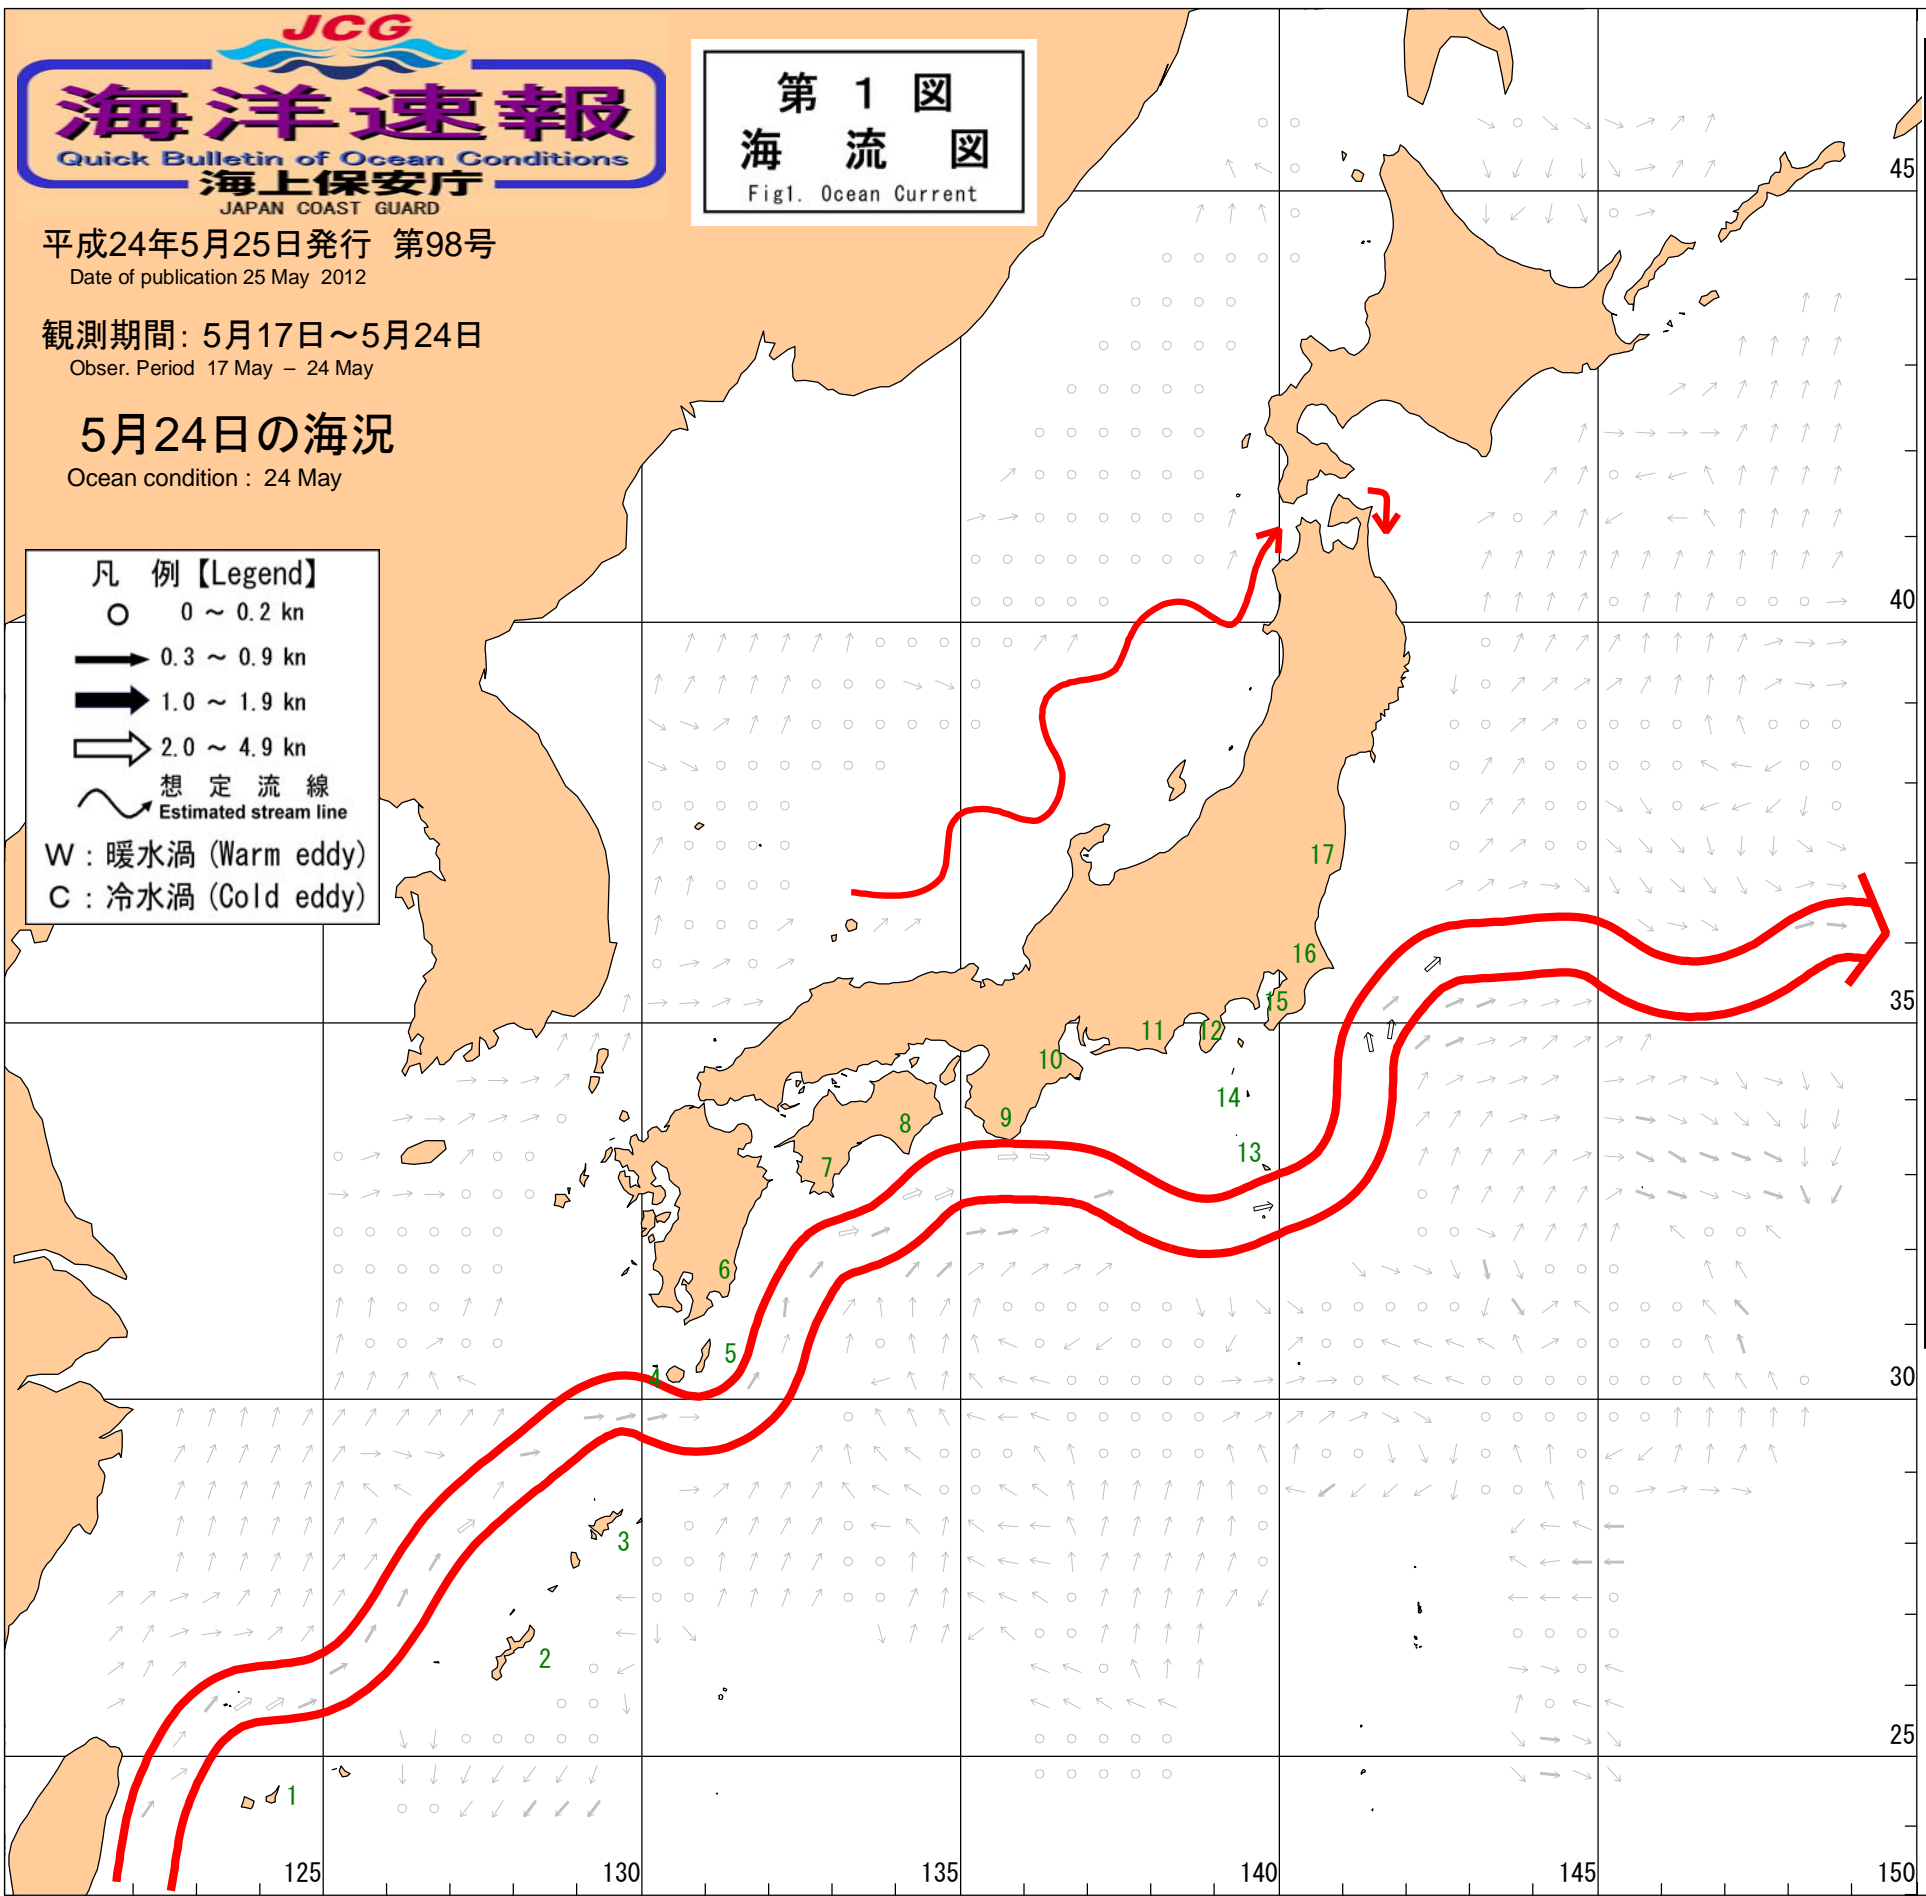 JCG
海洋速報
Quick Bulletin of Ocean Conditions
海上保安庁
JAPAN COAST GUARD
平成24年5月25日発行 第98号
Date of publication 25 May 2012
観測期間: 5月17日～5月24日
Obser. Period 17 May – 24 May
5月24日の海況
Ocean condition : 24 May
第 1 図
海 流 図
Fig1. Ocean Current
凡 例【Legend】
0 ～ 0.2 kn
0.3 ～ 0.9 kn
1.0 ～ 1.9 kn
2.0 ～ 4.9 kn
想 定 流 線
Estimated stream line
W : 暖水渦 (Warm eddy)
C : 冷水渦 (Cold eddy)
45
40
17
16
35
15
12
11
10
14
9
8
13
7
6
5
4
30
3
2
25
1
125
130
135
140
145
150